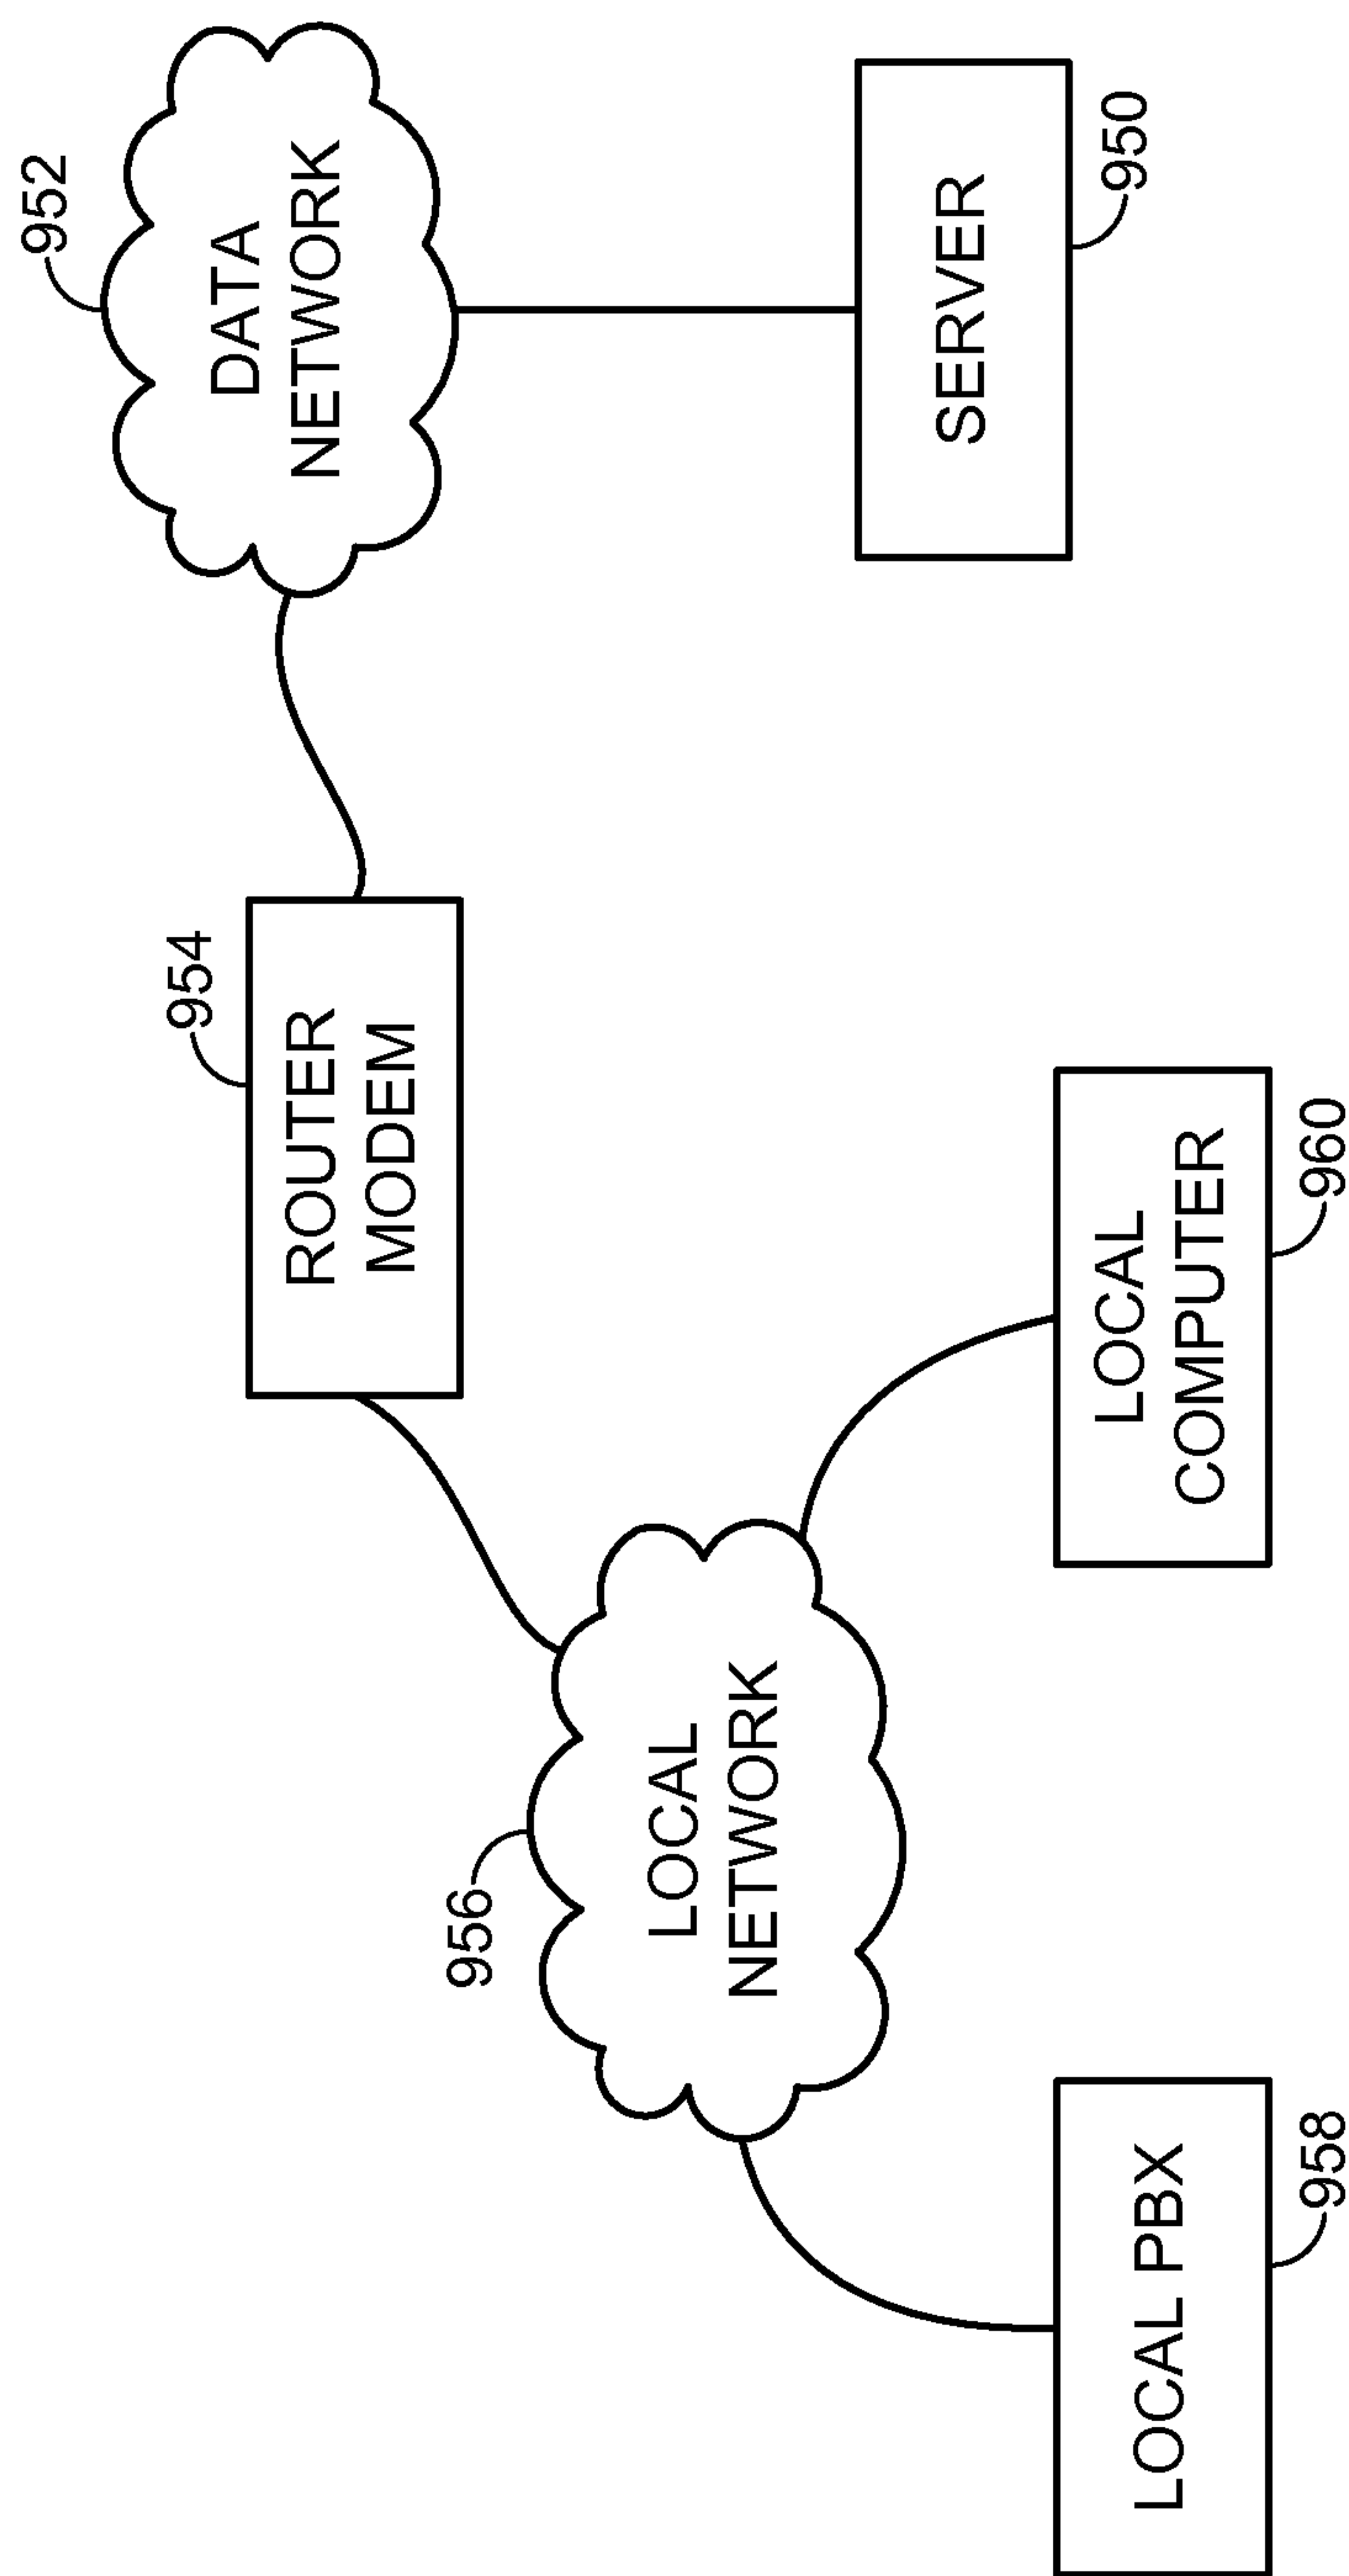 952
DATA
NETWORK
954
ROUTER
MODEM
SERVER
950
956
LOCAL
NETWORK
LOCAL
COMPUTER
960
LOCAL PBX
958